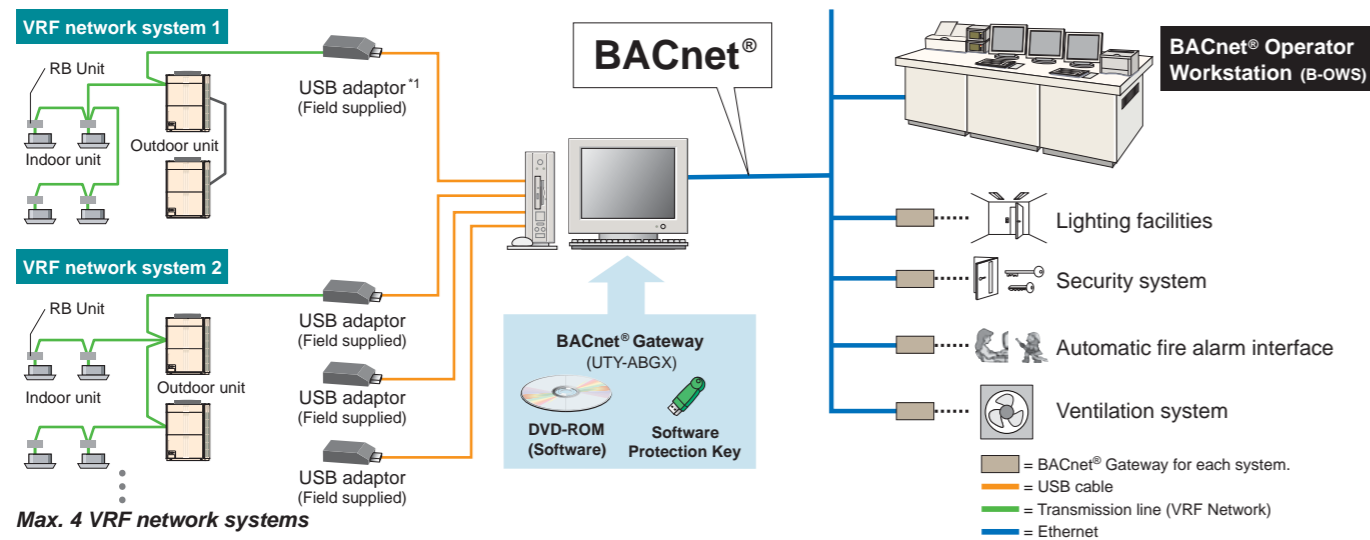 VRF network system 1
RB Unit
Indoor unit
Outdoor unit
USB adaptor*1
(Field supplied)
VRF network system 2
RB Unit
Indoor unit
Outdoor unit
USB adaptor
(Field supplied)
USB adaptor
(Field supplied)
USB adaptor
(Field supplied)
Max. 4 VRF network systems
BACnet®
BACnet® Gateway
(UTY-ABGX)
DVD-ROM
(Software)
Software
Protection Key
BACnet® Operator
Workstation (B-OWS)
Lighting facilities
Security system
Automatic fire alarm interface
Ventilation system
= BACnet® Gateway for each system.
= USB cable
= Transmission line (VRF Network)
= Ethernet